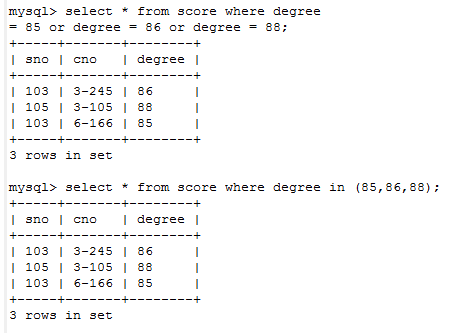 mysql> select * from score where degree
= 85 or degree = 86 or degree = 88;
+-----+-------+--------+
| sno | cno   | degree |
+-----+-------+--------+
| 103 | 3-245 | 86     |
| 105 | 3-105 | 88     |
| 103 | 6-166 | 85     |
+-----+-------+--------+
3 rows in set
mysql> select * from score where degree in (85,86,88);
+-----+-------+--------+
| sno | cno   | degree |
+-----+-------+--------+
| 103 | 3-245 | 86     |
| 105 | 3-105 | 88     |
| 103 | 6-166 | 85     |
+-----+-------+--------+
3 rows in set